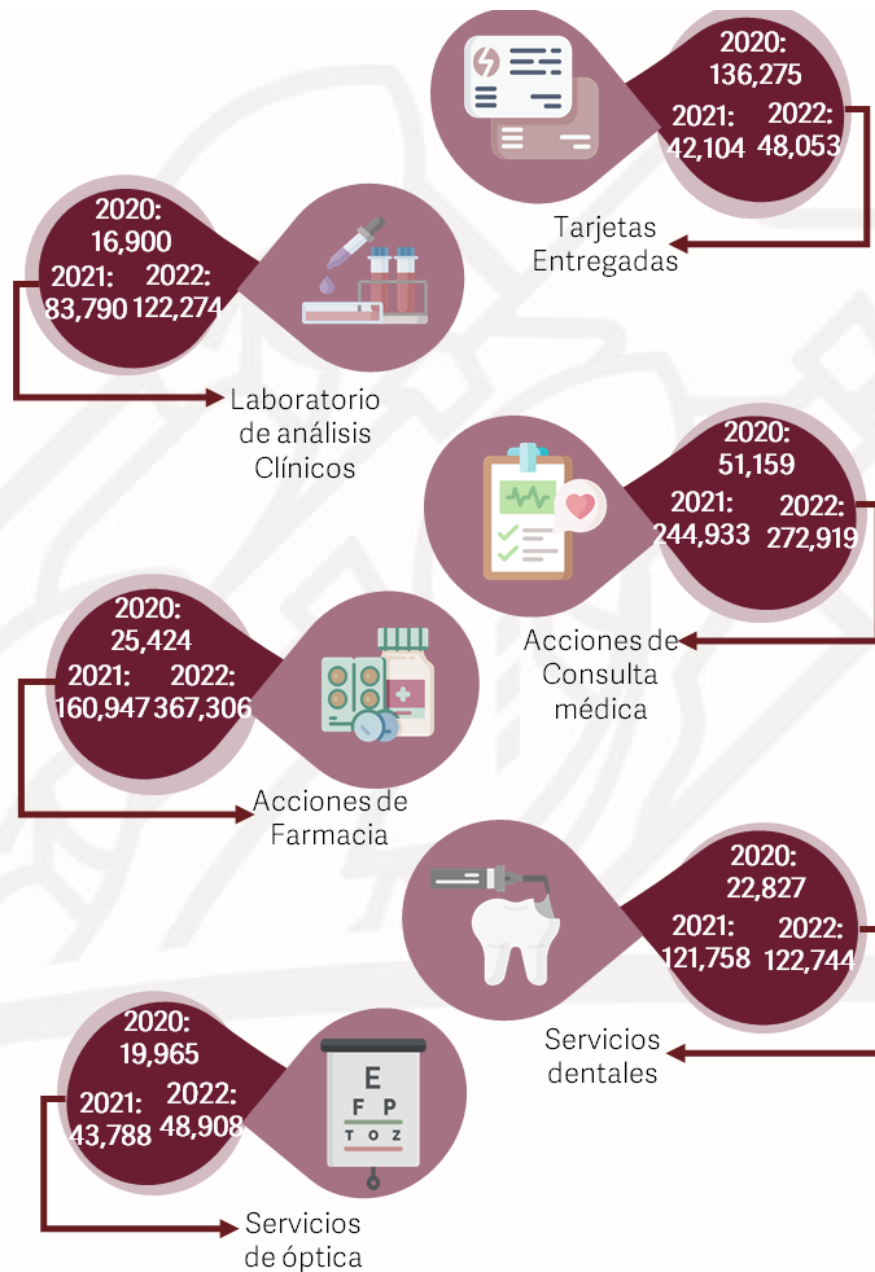 2020:
136,275
2021:
42,104
2022:
48,053
Tarjetas
Entregadas
2020:
16,900
2021:
83,790
2022:
122,274
Laboratorio
de análisis
Clínicos
2020:
51,159
2021:
244,933
2022:
272,919
Acciones de
Consulta
médica
2020:
25,424
2021:
160,947
2022:
367,306
Acciones de
Farmacia
2020:
22,827
2021:
121,758
2022:
122,744
Servicios
dentales
2020:
19,965
2021:
43,788
2022:
48,908
E
F P
T O Z
Servicios
de óptica